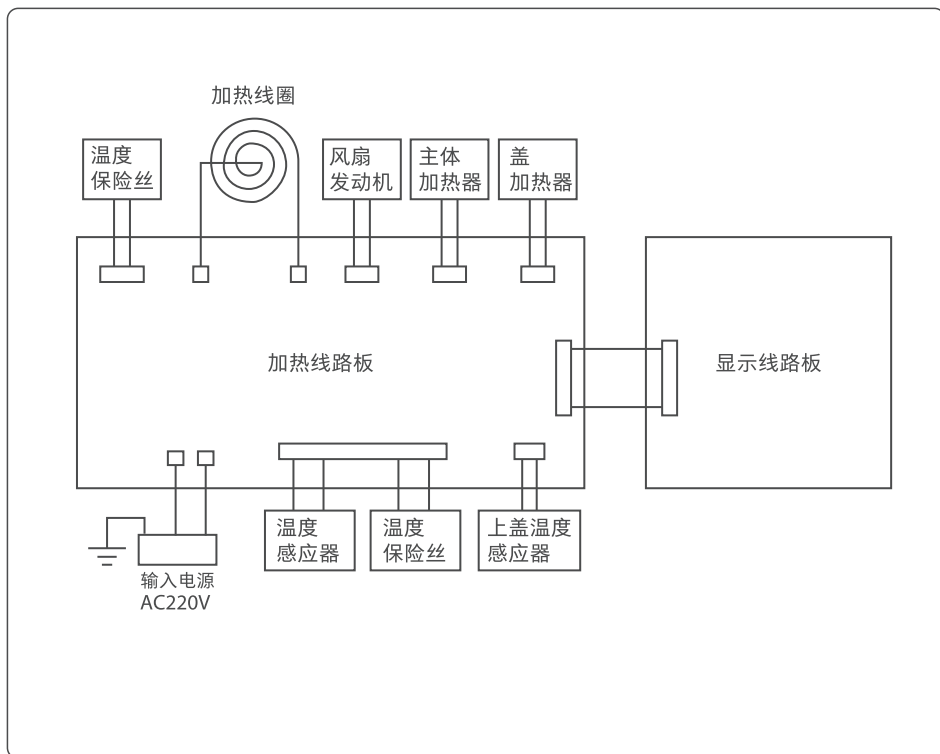 加热线圈
温度
保险丝
风扇
发动机
主体
加热器
盖
加热器
加热线路板
显示线路板
温度
感应器
温度
保险丝
上盖温度
感应器
输入电源
AC220V